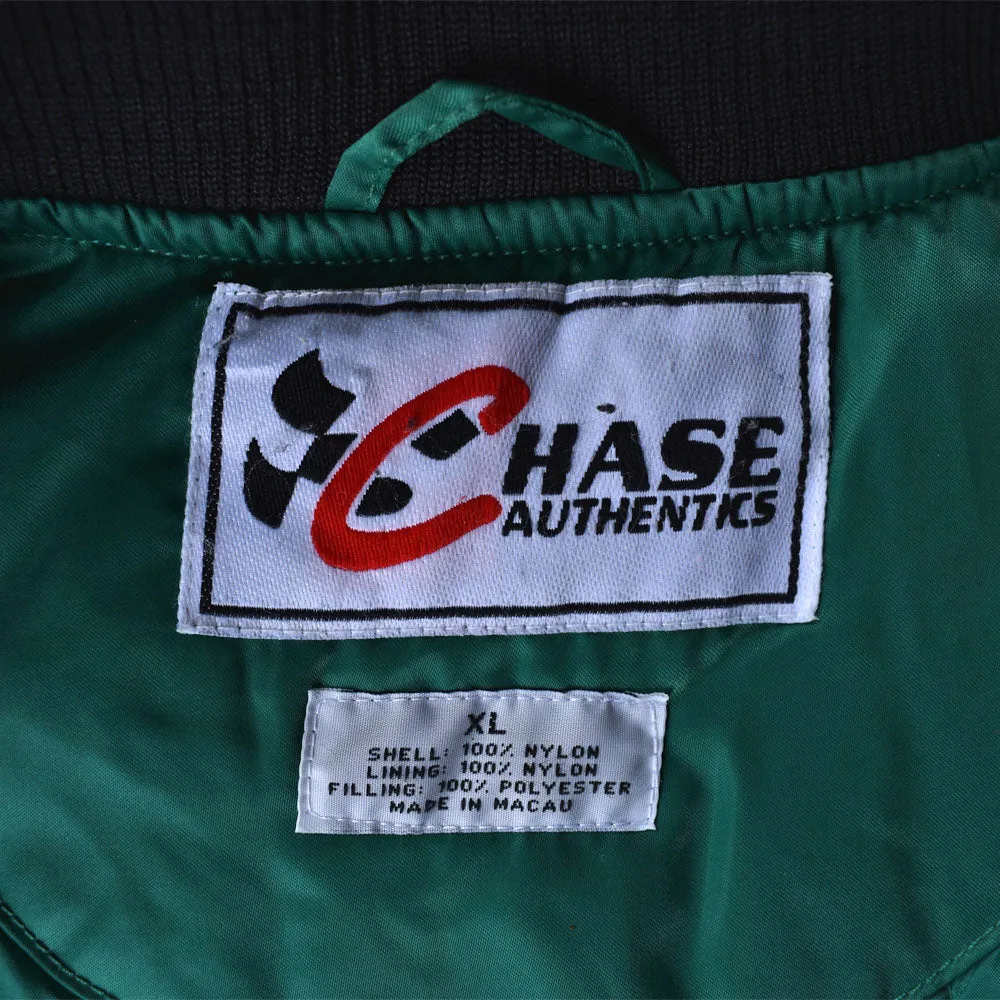 CHASE
AUTHENTICS
XL
SHELL: 100% NYLON
LINING: 100% NYLON
FILLING: 100% POLYESTER
MADE IN MACAU